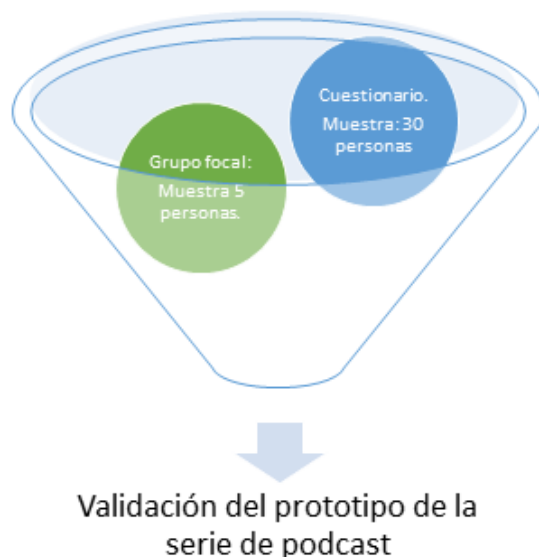 Cuestionario.
Muestra: 30
personas
Grupo focal:
Muestra 5
personas.
Validación del prototipo de la
serie de podcast